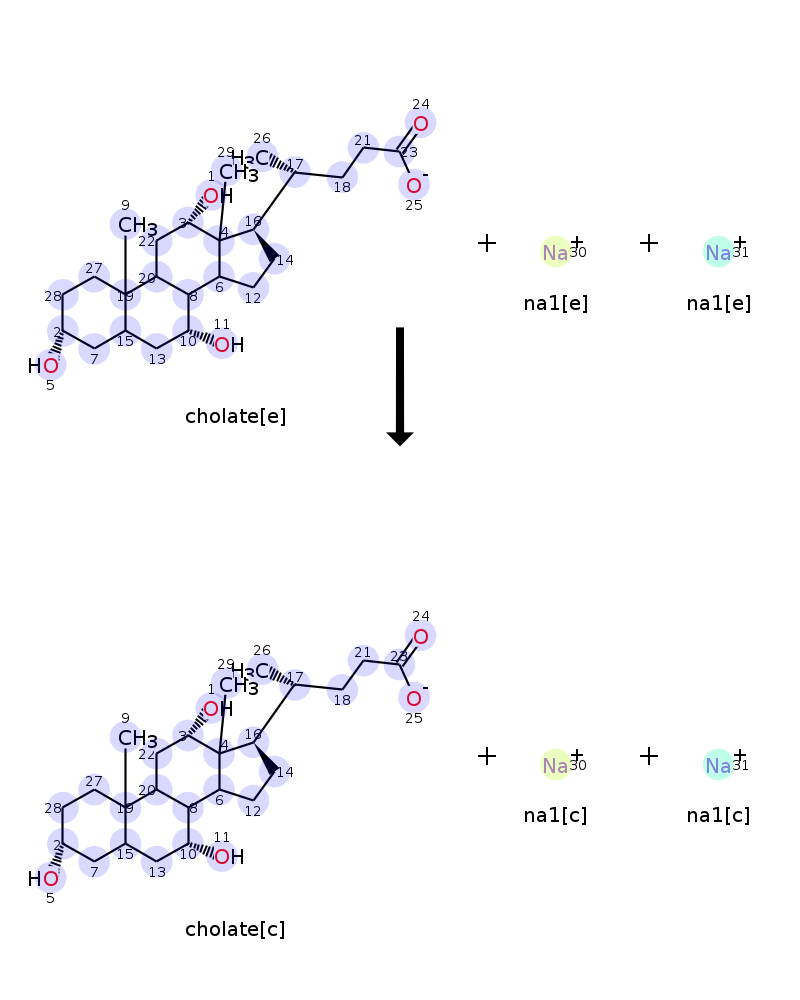 24
26
29
21
23
H₃C
17
O
CH₃
1
OH
18
O⁻
25
9
CH₃
3
16
4
22
14
+ Na⁺ 30 + Na⁺ 31
27
20
28
19
8
6
12
na1[e] na1[e]
2
15
10
11
OH
HO
7
13
5
cholate[e]
24
O
26
29
21
23
H₃C
17
CH₃
1
OH
18
O⁻
25
9
CH₃
3
16
4
22
14
+ Na⁺ 30 + Na⁺ 31
27
20
28
19
8
6
12
na1[c] na1[c]
2
15
10
11
OH
HO
7
13
5
cholate[c]